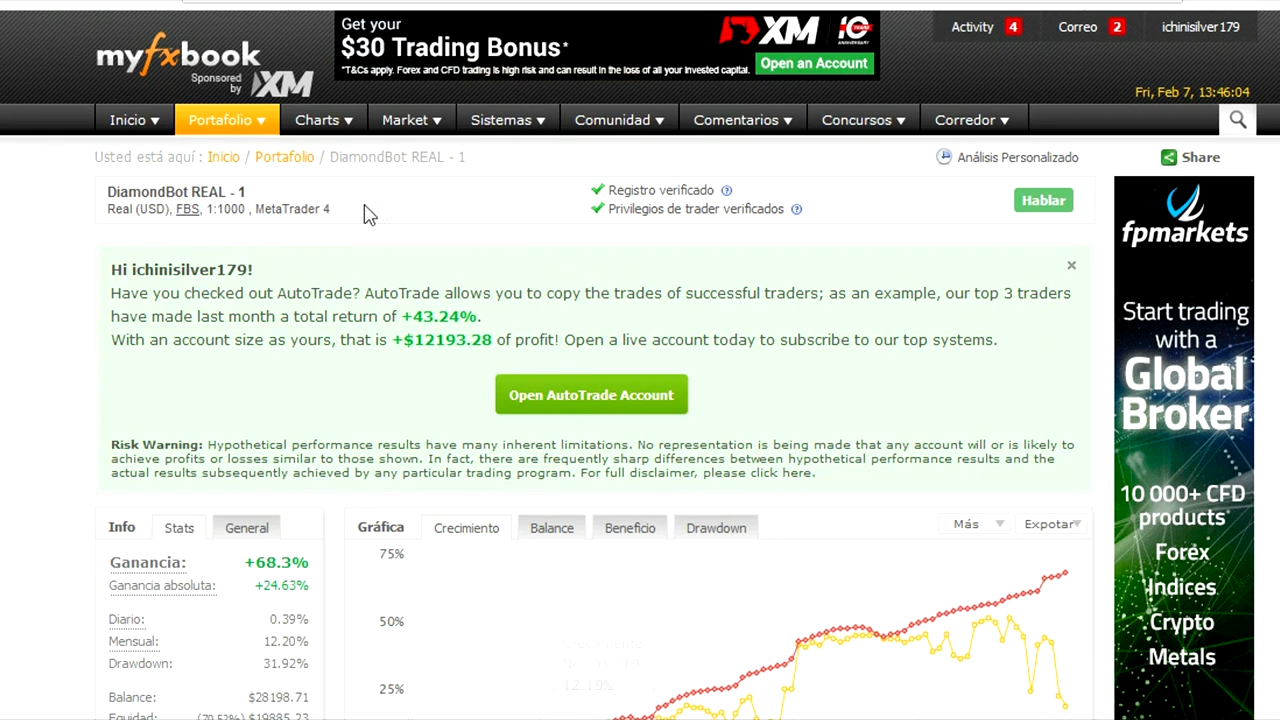 Get your
$30 Trading Bonus*
*T&Cs apply. Forex and CFD trading is high risk and can result in the loss of all your invested capital.
XM
10
ANNIVERSARY
Open an Account
Activity 4
Correo 2
ichinisilver179
myfxbook
Sponsored by XM
Fri, Feb 7, 13:46:04
Inicio ▼ Portafolio ▼ Charts ▼ Market ▼ Sistemas ▼ Comunidad ▼ Comentarios ▼ Concursos ▼ Corredor ▼
Usted está aquí : Inicio / Portafolio / DiamondBot REAL - 1
Análisis Personalizado
Share
DiamondBot REAL - 1
Real (USD), FBS, 1:1000 , MetaTrader 4
Registro verificado
Privilegios de trader verificados
Hablar
Hi ichinisilver179!
Have you checked out AutoTrade? AutoTrade allows you to copy the trades of successful traders; as an example, our top 3 traders
have made last month a total return of +43.24%.
With an account size as yours, that is +$12193.28 of profit! Open a live account today to subscribe to our top systems.
Open AutoTrade Account
Risk Warning: Hypothetical performance results have many inherent limitations. No representation is being made that any account will or is likely to
achieve profits or losses similar to those shown. In fact, there are frequently sharp differences between hypothetical performance results and the
actual results subsequently achieved by any particular trading program. For full disclaimer, please click here.
fpmarkets
Start trading
with a
Global
Broker
10 000+ CFD
products*
Forex
Indices
Crypto
Metals
Info Stats General
Ganancia: +68.3%
Ganancia absoluta: +24.63%
Diario: 0.39%
Mensual: 12.20%
Drawdown: 31.92%
Balance: $28198.71
Equidad: (70.52%) $19885.23
Gráfica Crecimiento Balance Beneficio Drawdown
Más Expotar
75%
50%
25%
12.19%